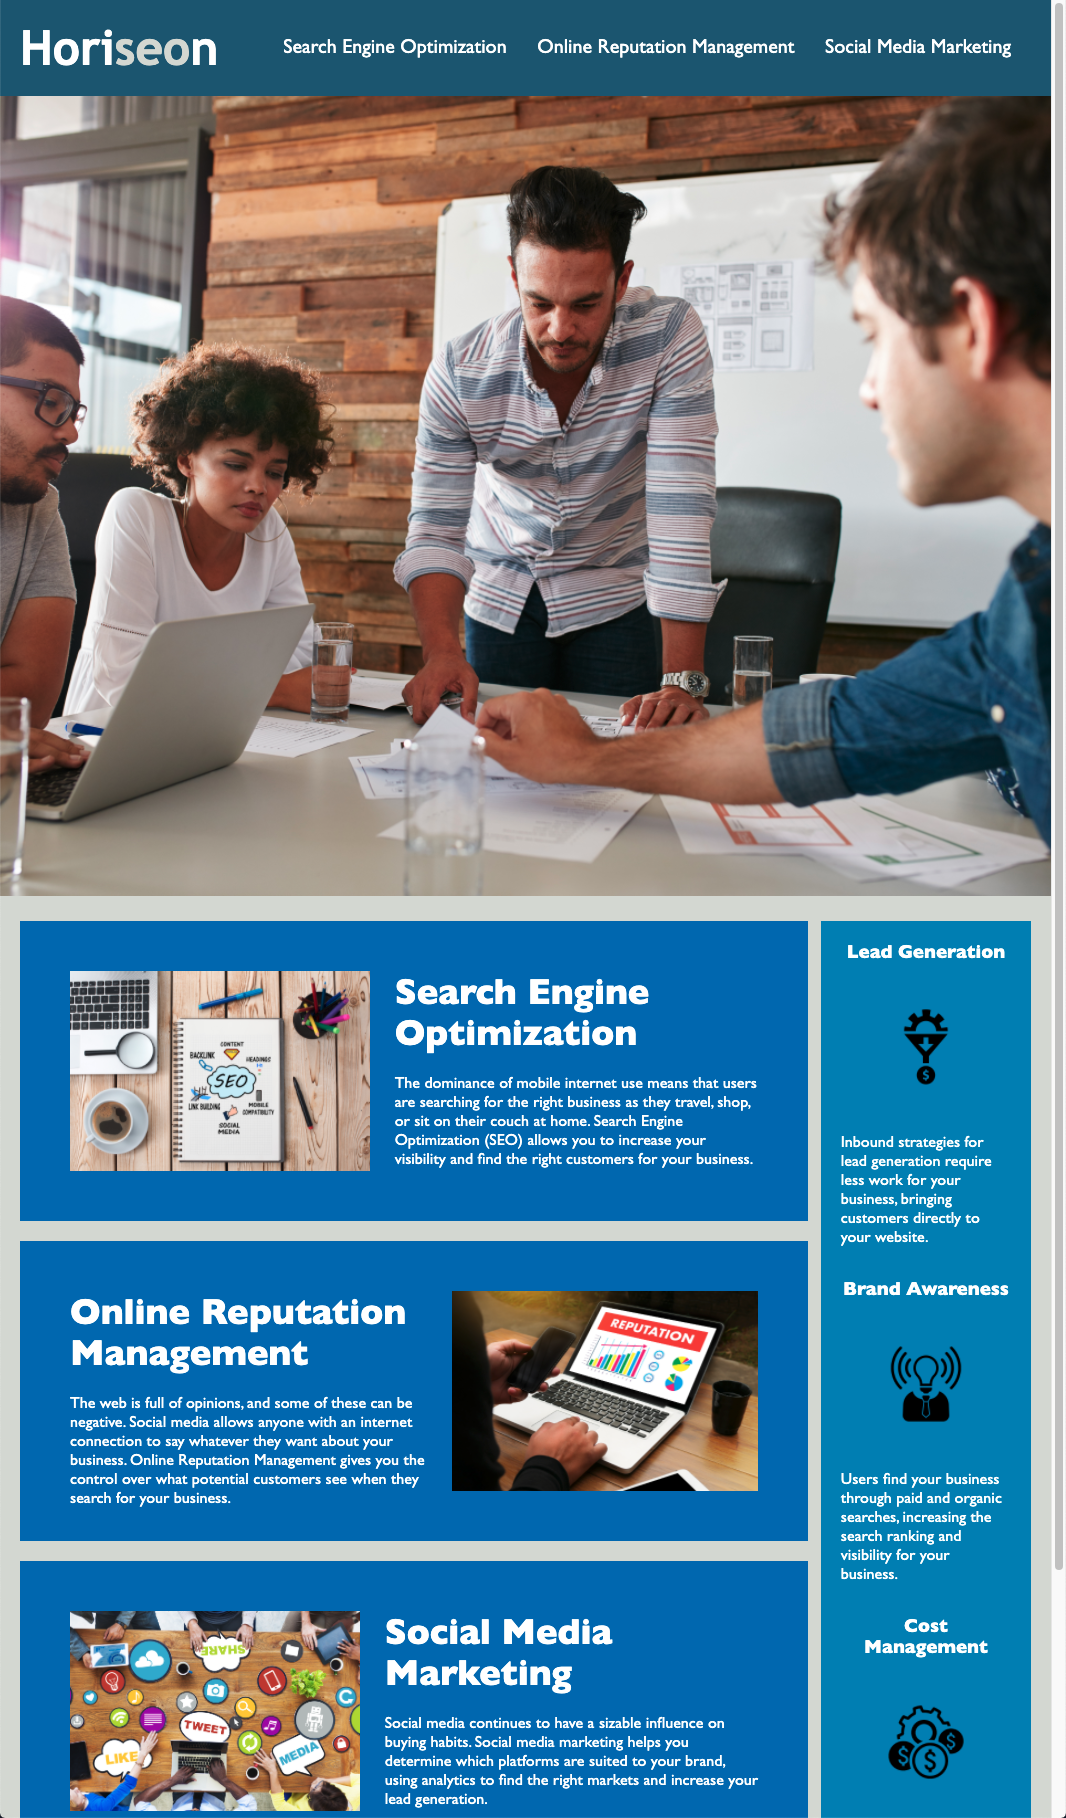 Horiseon
Search Engine Optimization
Online Reputation Management
Social Media Marketing
CONTENT
BACKLINK
HEADINGS
SEO
LINK BUILDING
MOBILE
COMPATIBILITY
SOCIAL
MEDIA
Search Engine
Optimization
The dominance of mobile internet use means that users
are searching for the right business as they travel, shop,
or sit on their couch at home. Search Engine
Optimization (SEO) allows you to increase your
visibility and find the right customers for your business.
Online Reputation
Management
The web is full of opinions, and some of these can be
negative. Social media allows anyone with an internet
connection to say whatever they want about your
business. Online Reputation Management gives you the
control over what potential customers see when they
search for your business.
REPUTATION
SHARE
TWEET
LIKE
MEDIA
Social Media
Marketing
Social media continues to have a sizable influence on
buying habits. Social media marketing helps you
determine which platforms are suited to your brand,
using analytics to find the right markets and increase your
lead generation.
Lead Generation
$
Inbound strategies for
lead generation require
less work for your
business, bringing
customers directly to
your website.
Brand Awareness
Users find your business
through paid and organic
searches, increasing the
search ranking and
visibility for your
business.
Cost
Management
$ $ $